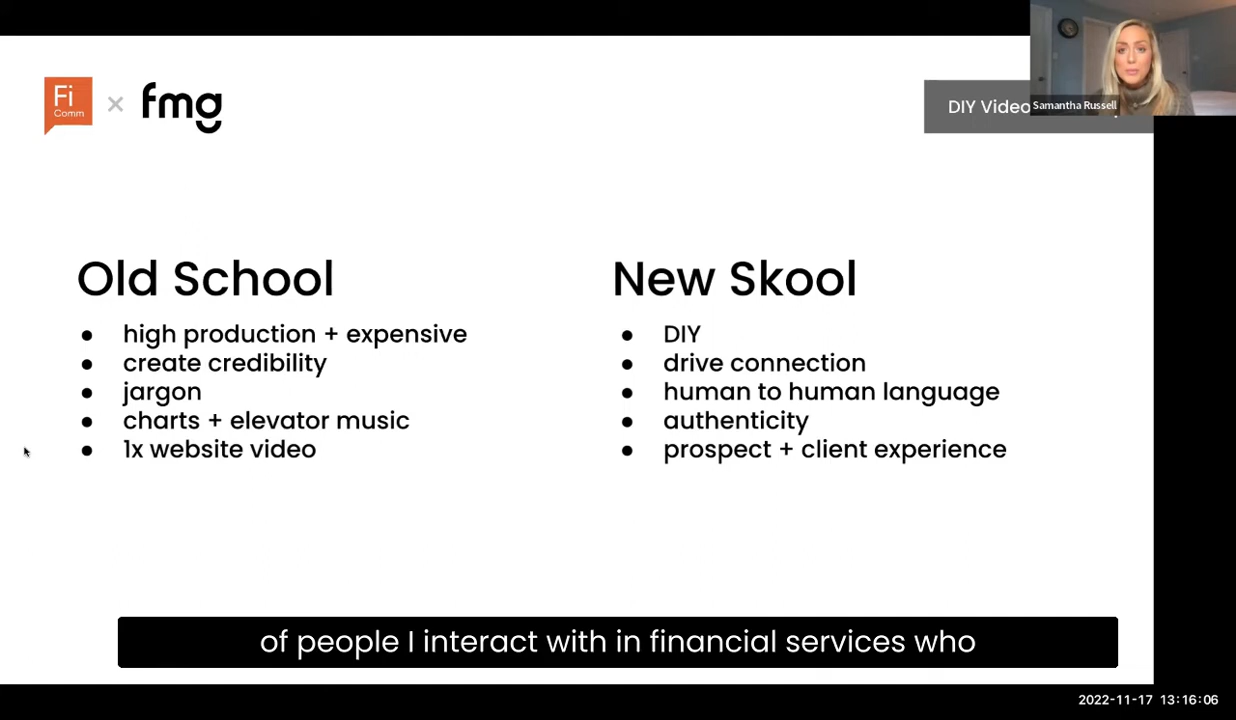 Fi
Comm
×
fmg
DIY Video
Samantha Russell
Old School
● high production + expensive
● create credibility
● jargon
● charts + elevator music
● 1x website video
New Skool
● DIY
● drive connection
● human to human language
● authenticity
● prospect + client experience
of people I interact with in financial services who
2022-11-17 13:16:06